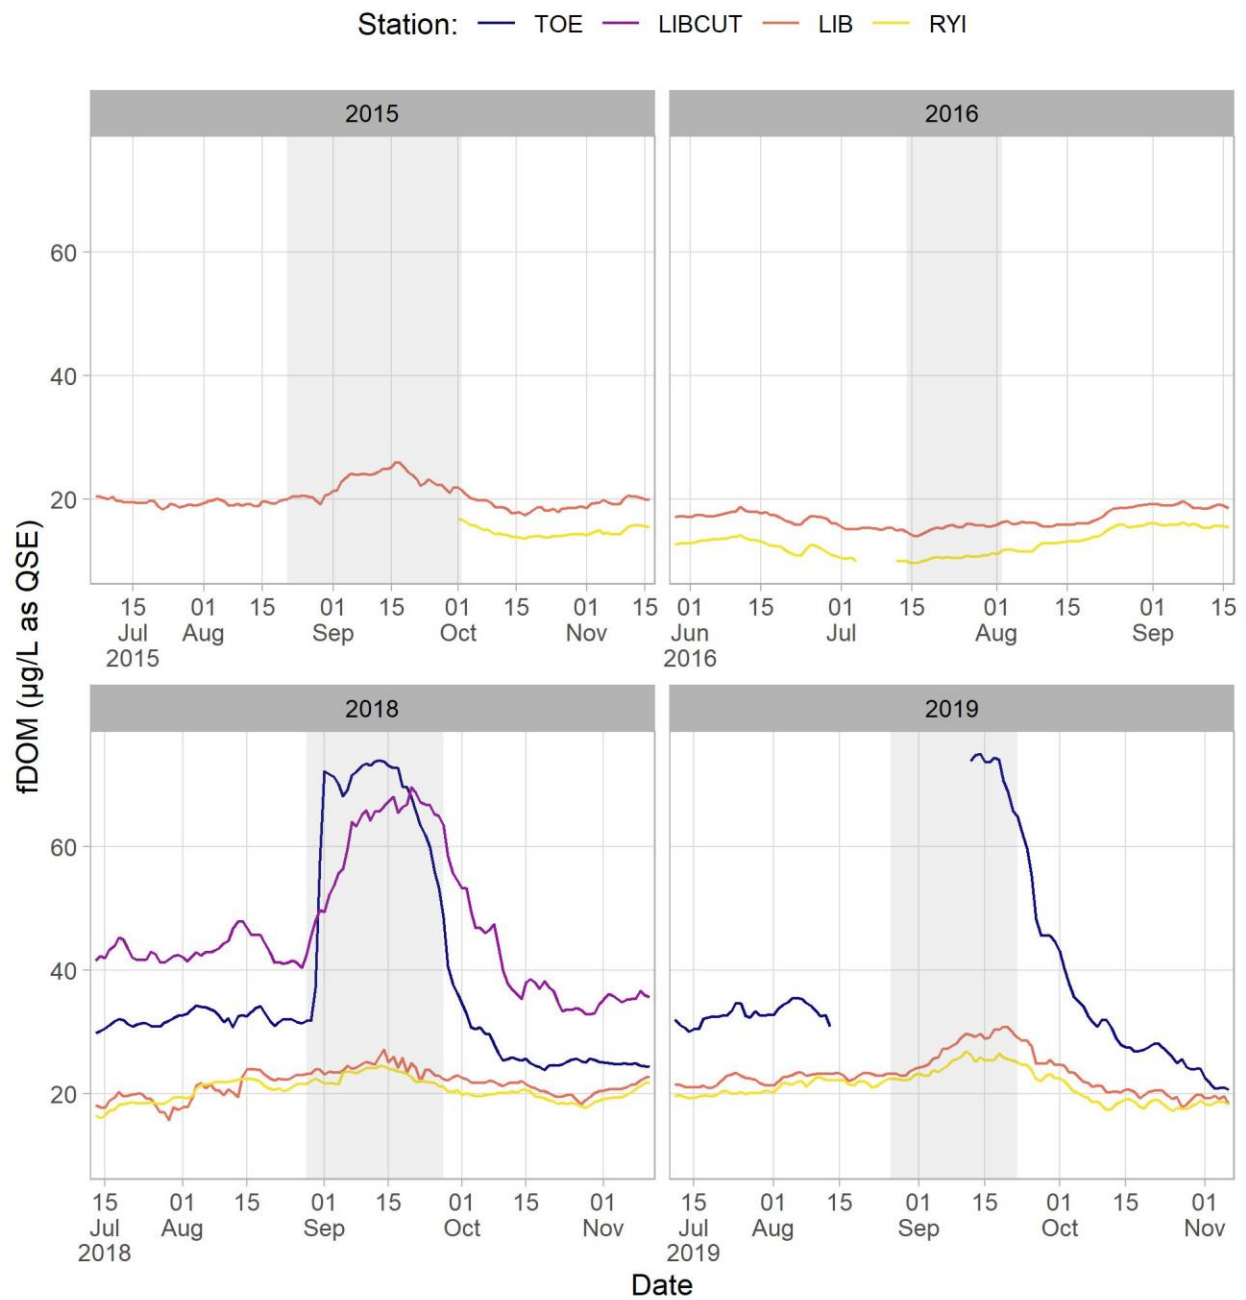 Station: TOE LIBCUT LIB RYI
2015 2016
60
40
20
15 01 15 01 15 01 15 01 15
Jul Aug Sep Oct Nov
2015
01 15 01 15 01 15 01 15
Jun Jul Aug Sep
2016
fDOM (µg/L as QSE)
2018 2019
60
40
20
15 01 15 01 15 01 15 01
Jul Aug Sep Oct Nov
2018
15 01 15 01 15 01 15 01
Jul Aug Sep Oct Nov
2019
Date